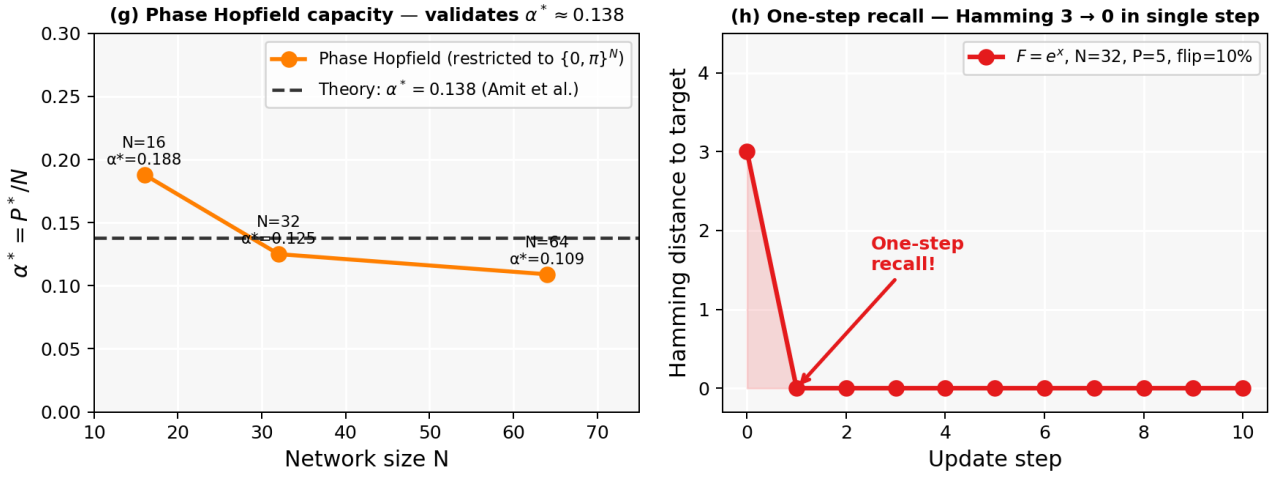 (g) Phase Hopfield capacity — validates α* ≈ 0.138
0.30
0.25
0.20
0.15
0.10
0.05
0.00
α* = P*/N
Phase Hopfield (restricted to {0, π}ᴺ)
Theory: α* = 0.138 (Amit et al.)
N=16
α*=0.188
N=32
α*=0.125
N=64
α*=0.109
10 20 30 40 50 60 70
Network size N
(h) One-step recall — Hamming 3 → 0 in single step
4
3
2
1
0
Hamming distance to target
F = eˣ, N=32, P=5, flip=10%
One-step
recall!
0 2 4 6 8 10
Update step